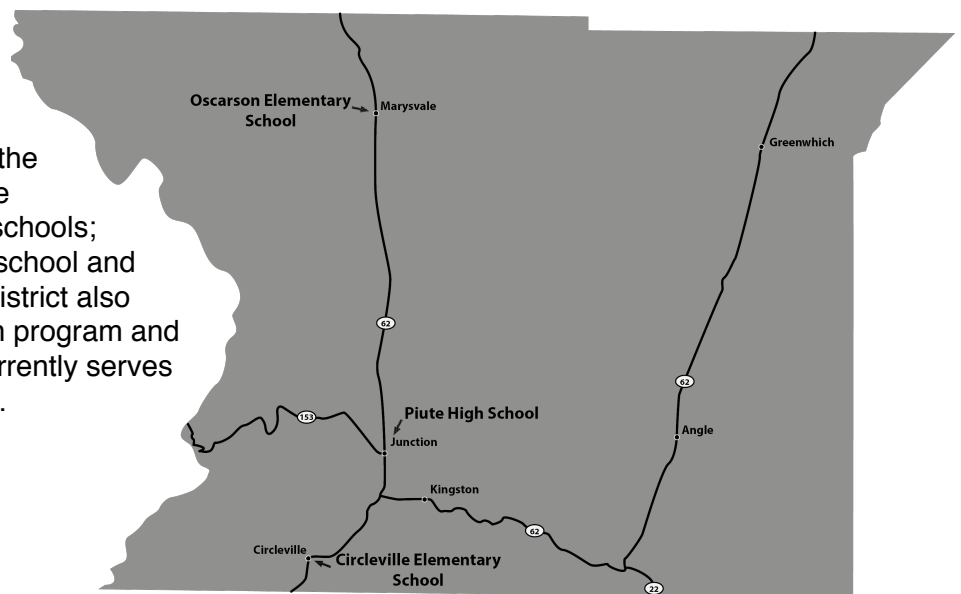 the
e
schools;
school and
istrict also
n program and
rrently serves
.
Oscarson Elementary
School
Marysvale
Greenwhich
62
62
153
Piute High School
Junction
Angle
Kingston
62
Circleville
Circleville Elementary
School
22